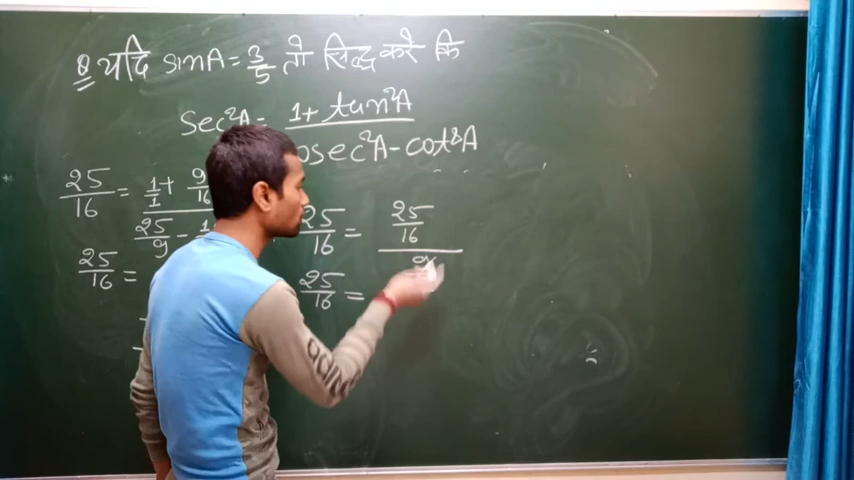 8 यदि sinA = 3/5 तो सिद्ध करें कि
Sec²A = 1 + tan²A / osec²A - cot²A
25/16 = 1/1 + 9/16 / 25/9 -
25/16 = 25/16 / 9
25/16 =
25/16 =